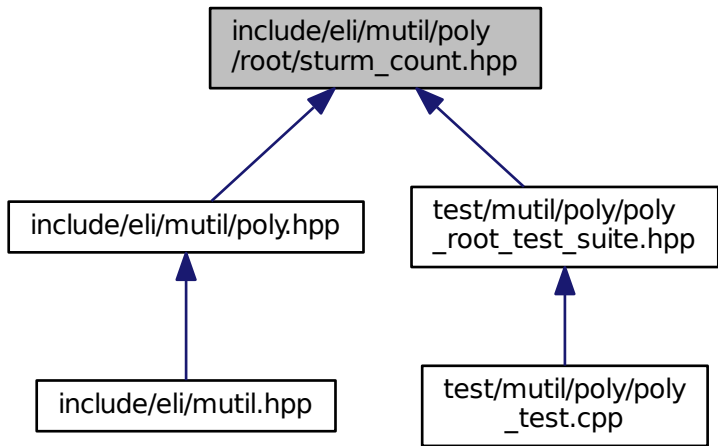 include/eli/mutil/poly
/root/sturm_count.hpp
include/eli/mutil/poly.hpp
test/mutil/poly/poly
_root_test_suite.hpp
include/eli/mutil.hpp
test/mutil/poly/poly
_test.cpp